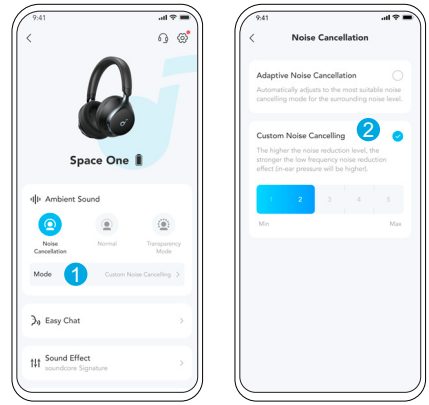 9:41
Space One
Ambient Sound
Noise
Cancellation
Normal
Transparency
Mode
Mode
1
Custom Noise Cancelling >
Easy Chat >
Sound Effect >
soundcore Signature
9:41
Noise Cancellation
Adaptive Noise Cancellation
Automatically adjusts to the most suitable noise
cancelling mode for the surrounding noise level.
Custom Noise Cancelling
2
The higher the noise reduction level, the
stronger the low frequency noise reduction
effect (in-ear pressure will be higher).
1 2 3 4 5
Min Max